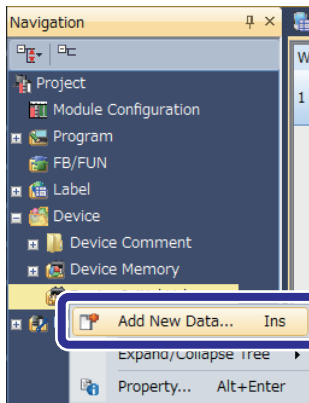 Navigation
W
Project
1
Module Configuration
Program
FB/FUN
Label
Device
Device Comment
Device Memory
Add New Data... Ins
Expand/Collapse Tree
Property... Alt+Enter